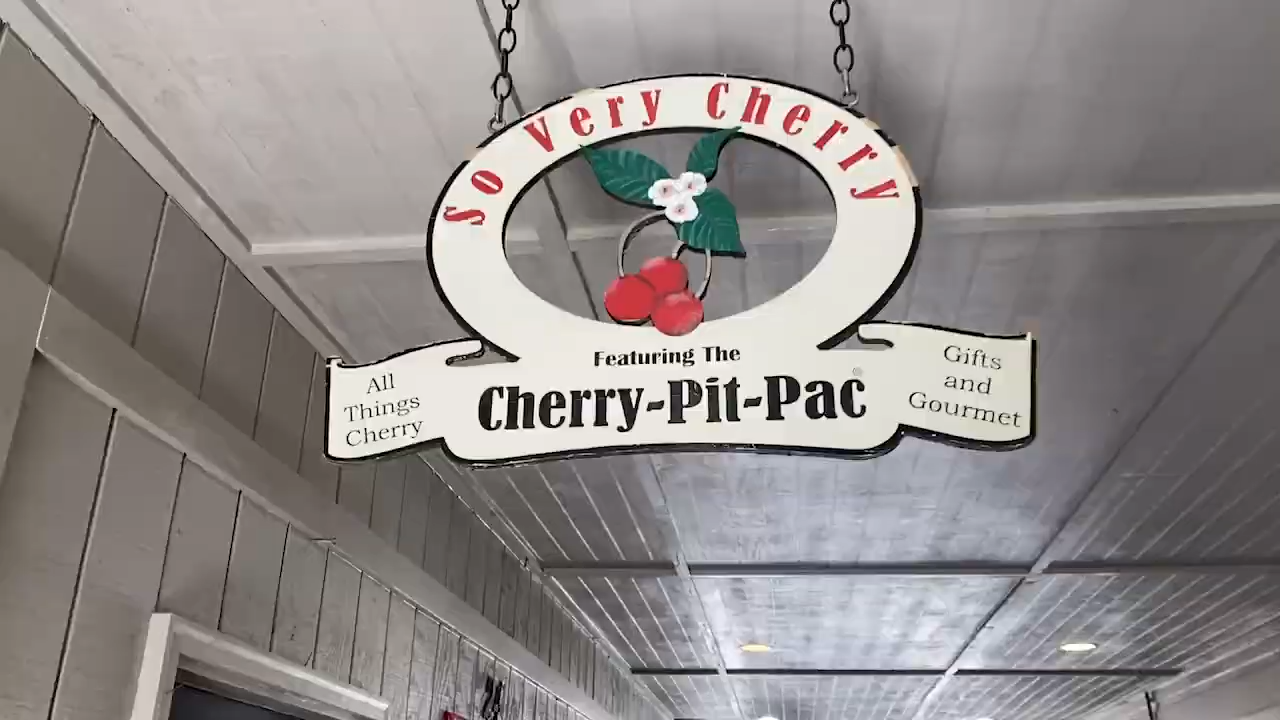 So Very Cherry
Featuring The
Cherry-Pit-Pac®
All
Things
Cherry
Gifts
and
Gourmet